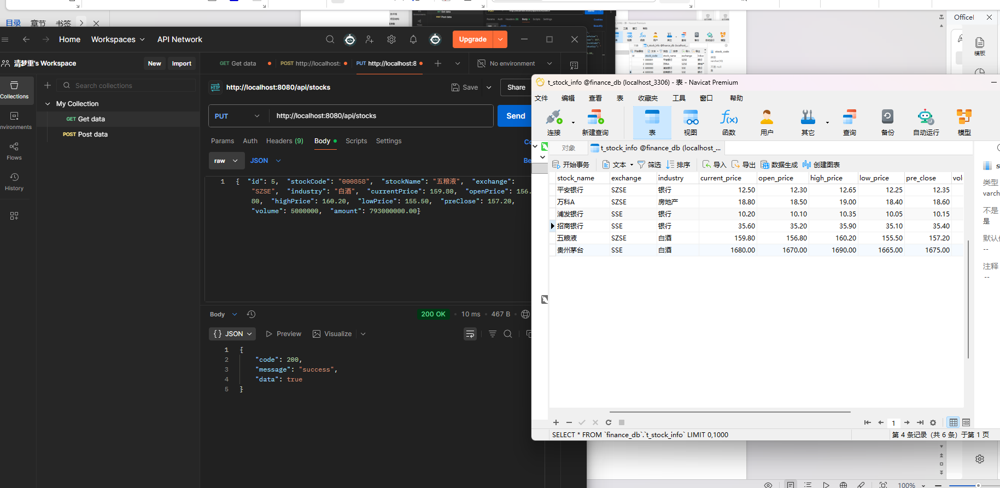 目录 章节 书签
Officel
模板
Home Workspaces API Network
Upgrade
清梦重's Workspace
New Import
GET Get data
POST http://localhost:
PUT http://localhost:8
No environment
Collections
Search collections
My Collection
GET Get data
POST Post data
nvironments
Flows
History
HTTP http://localhost:8080/api/stocks
Save Share
PUT http://localhost:8080/api/stocks
Send
Params Auth Headers (9) Body Scripts Settings Co
raw JSON Be
1 { "id": 5, "stockCode": "000858", "stockName": "五粮液", "exchange":
"SZSE", "industry": "白酒", "currentPrice": 159.80, "openPrice": 156.
80, "highPrice": 160.20, "lowPrice": 155.50, "preClose": 157.20,
"volume": 5000000, "amount": 793000000.00}
Body
200 OK 10 ms 467 B
{} JSON Preview Visualize
1 {
2 "code": 200,
3 "message": "success",
4 "data": true
5 }
t_stock_info @finance_db (localhost_3306) - 表 - Navicat Premium
文件 编辑 查看 表 收藏夹 工具 窗口 帮助
连接 新建查询 表 视图 函数 用户 其它 查询 备份 自动运行 模型
对象 t_stock_info @finance_db (localhost_...
开始事务 文本 筛选 排序 导入 导出 数据生成 创建图表
stock_name exchange industry current_price open_price high_price low_price pre_close vol
平安银行 SZSE 银行 12.50 12.30 12.65 12.25 12.35
万科A SZSE 房地产 18.80 18.50 19.00 18.40 18.60
浦发银行 SSE 银行 10.20 10.10 10.35 10.05 10.15
招商银行 SSE 银行 35.60 35.20 35.90 35.10 35.40
五粮液 SZSE 白酒 159.80 156.80 160.20 155.50 157.20
贵州茅台 SSE 白酒 1680.00 1670.00 1690.00 1665.00 1675.00
s
类型
varch
不是
是
默认
--
注释
--
1
SELECT * FROM `finance_db`.`t_stock_info` LIMIT 0,1000
第 4 条记录 (共 6 条) 于第 1 页
100%